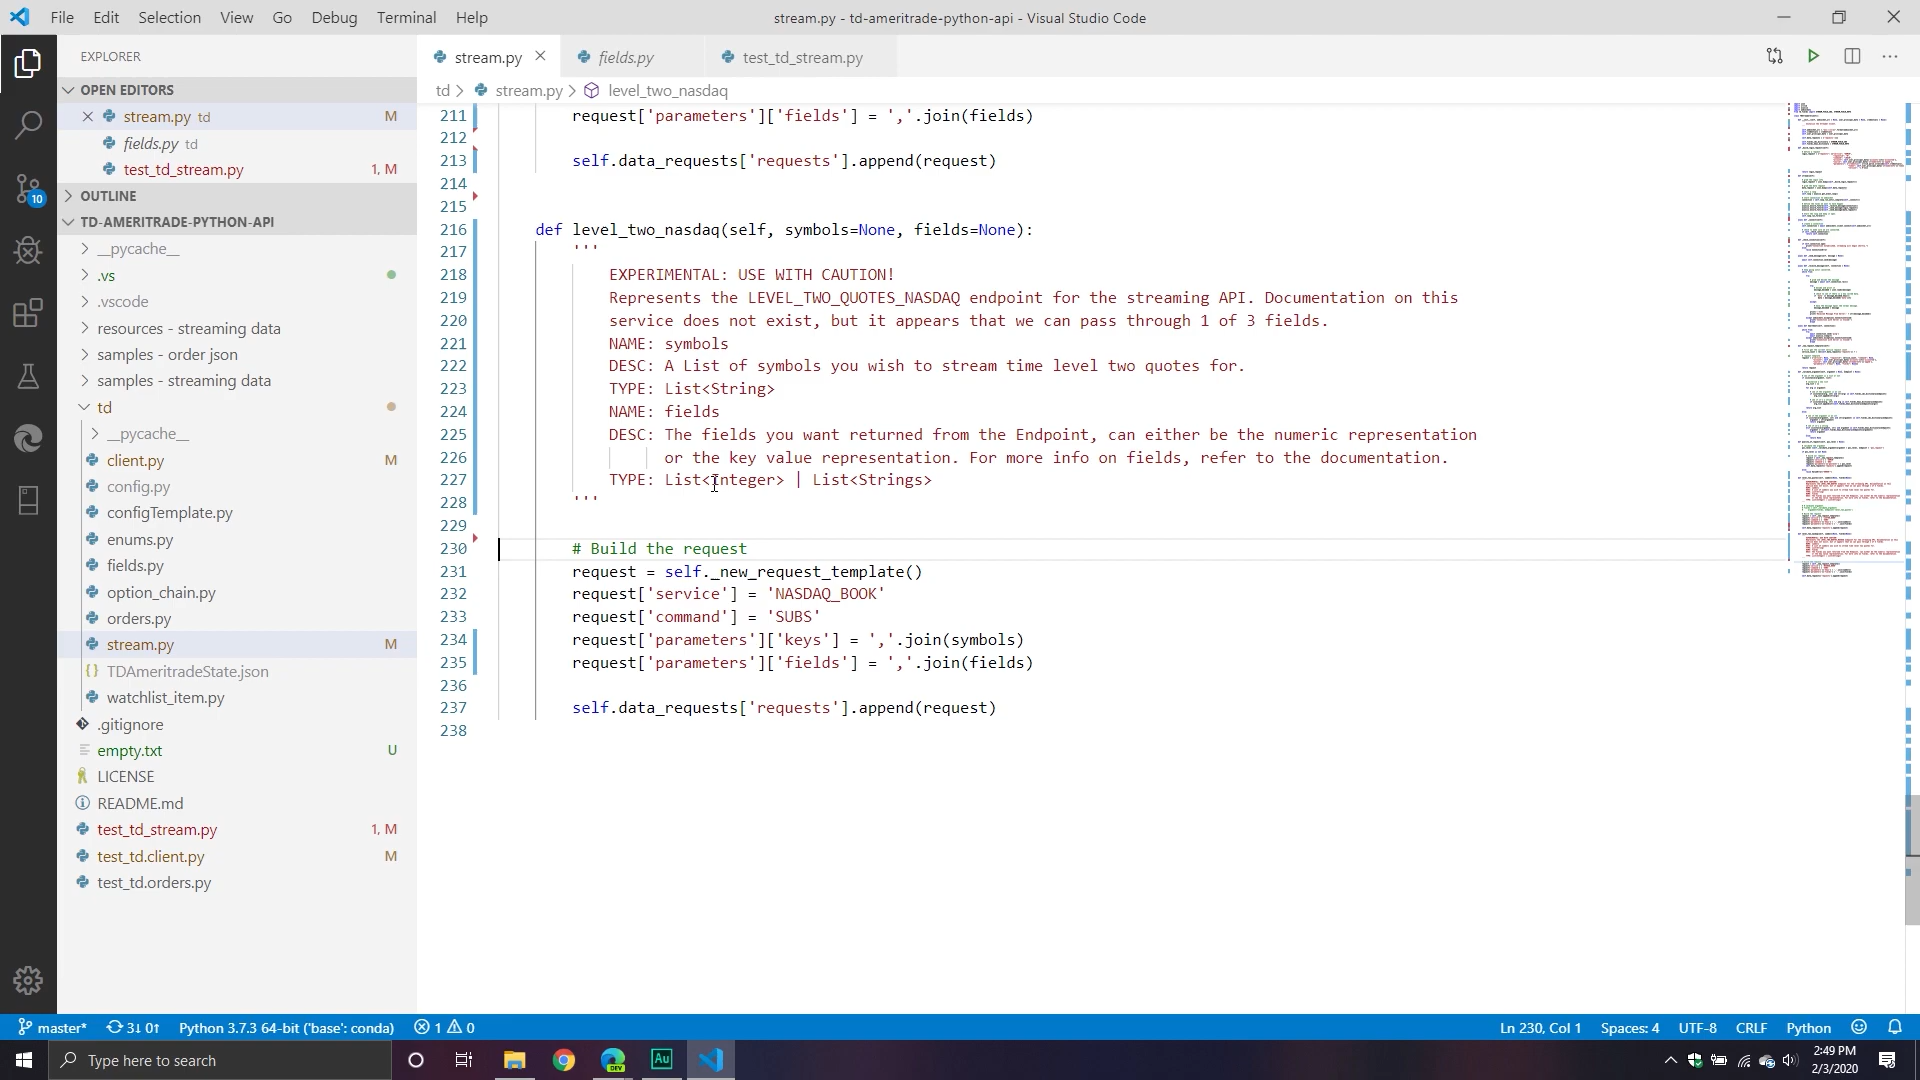 File Edit Selection View Go Debug Terminal Help
stream.py - td-ameritrade-python-api - Visual Studio Code
EXPLORER
OPEN EDITORS
stream.py td M
fields.py td
test_td_stream.py 1, M
OUTLINE
TD-AMERITRADE-PYTHON-API
__pycache__
.vs
.vscode
resources - streaming data
samples - order json
samples - streaming data
td
__pycache__
client.py M
config.py
configTemplate.py
enums.py
fields.py
option_chain.py
orders.py
stream.py M
TDAmeritradeState.json
watchlist_item.py
.gitignore
empty.txt U
LICENSE
README.md
test_td_stream.py 1, M
test_td.client.py M
test_td.orders.py
10
stream.py fields.py test_td_stream.py
td > stream.py > level_two_nasdaq
211 request['parameters']['fields'] = ','.join(fields)
212
213 self.data_requests['requests'].append(request)
214
215
216 def level_two_nasdaq(self, symbols=None, fields=None):
217 '''
218 EXPERIMENTAL: USE WITH CAUTION!
219 Represents the LEVEL_TWO_QUOTES_NASDAQ endpoint for the streaming API. Documentation on this
220 service does not exist, but it appears that we can pass through 1 of 3 fields.
221 NAME: symbols
222 DESC: A List of symbols you wish to stream time level two quotes for.
223 TYPE: List<String>
224 NAME: fields
225 DESC: The fields you want returned from the Endpoint, can either be the numeric representation
226 or the key value representation. For more info on fields, refer to the documentation.
227 TYPE: List<Integer> | List<Strings>
228 '''
229
230 # Build the request
231 request = self._new_request_template()
232 request['service'] = 'NASDAQ_BOOK'
233 request['command'] = 'SUBS'
234 request['parameters']['keys'] = ','.join(symbols)
235 request['parameters']['fields'] = ','.join(fields)
236
237 self.data_requests['requests'].append(request)
238
master* 3↓ 0↑ Python 3.7.3 64-bit ('base': conda) 1 0
Ln 230, Col 1 Spaces: 4 UTF-8 CRLF Python
Type here to search
DEV
Au
2:49 PM
2/3/2020